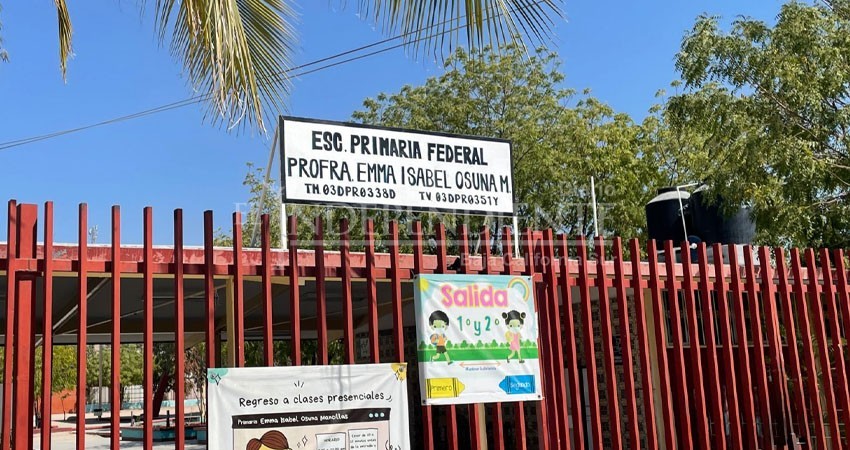 ESC. PRIMARIA FEDERAL
PROFRA. EMMA ISABEL OSUNA M.
TM 03DPR0338D TV 03DPR0351Y
Salida
1° y 2°
Primero
Segundo
Regreso a clases presenciales
Primaria Emma Isabel Osuna Mancillas